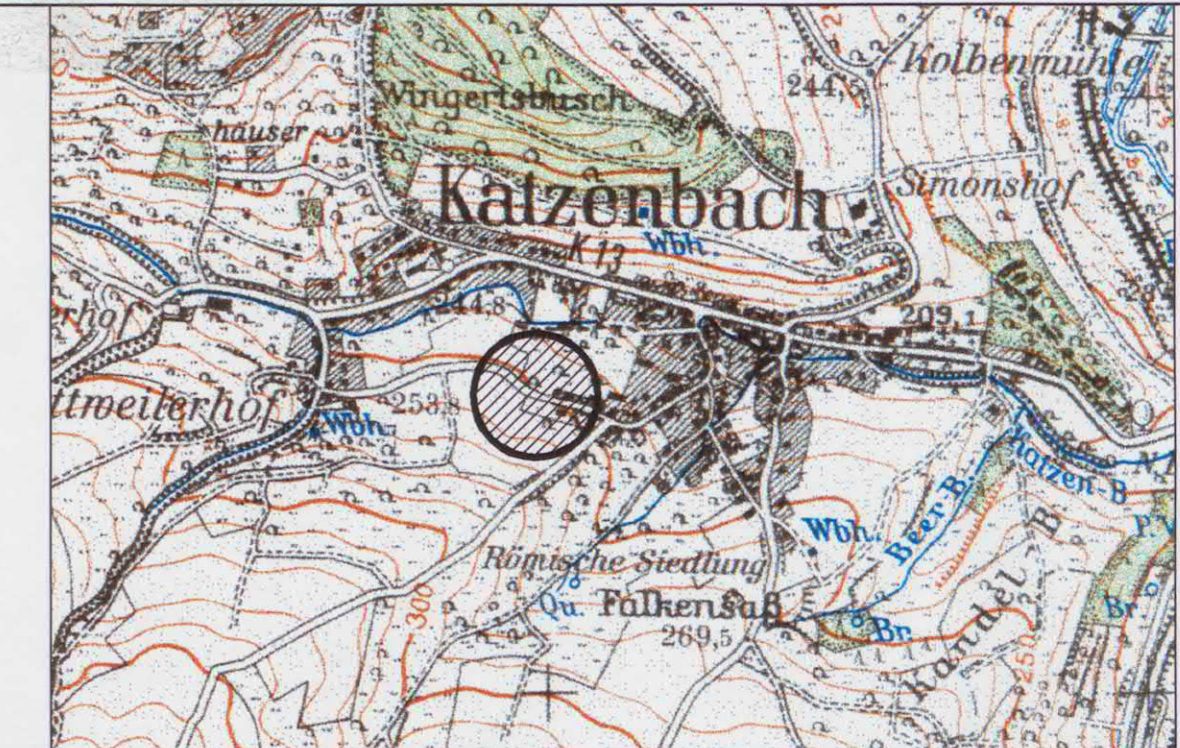 Kolbenmühle
244,5
Wingertsbusch
häuser
Simonshof
Katzenbach
Wbh.
K 13
244,8
209,1
rhof
ttweilerhof
253,8
Wbh.
Katzen-B
Wbh.
Beer B.
Römische Siedlung
Qu.
Falkensaß
269,5
Br.
Kandel
B
Br
300
250